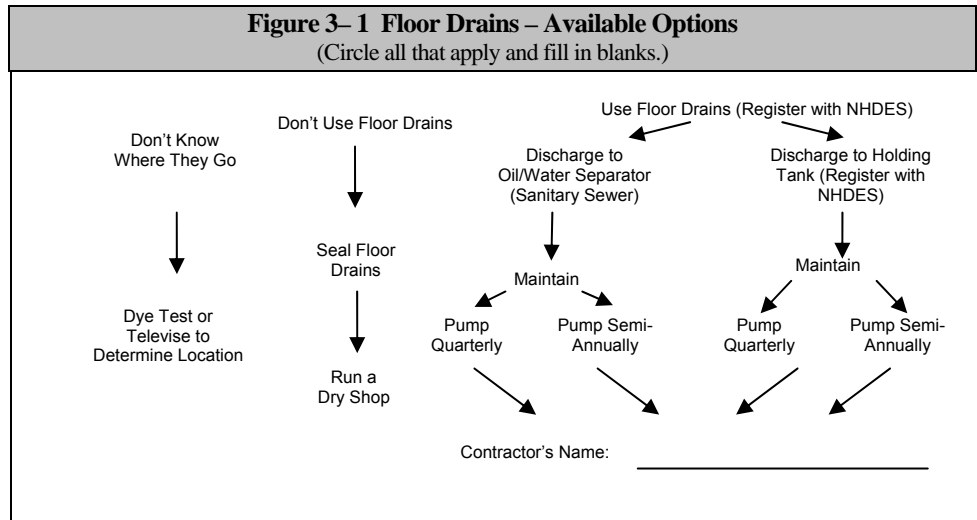 Figure 3– 1 Floor Drains – Available Options
(Circle all that apply and fill in blanks.)
Don’t Know
Where They Go
Dye Test or
Televise to
Determine Location
Don’t Use Floor Drains
Seal Floor
Drains
Run a
Dry Shop
Use Floor Drains (Register with NHDES)
Discharge to
Oil/Water Separator
(Sanitary Sewer)
Maintain
Pump
Quarterly
Pump Semi-
Annually
Discharge to Holding
Tank (Register with
NHDES)
Maintain
Pump
Quarterly
Pump Semi-
Annually
Contractor’s Name: